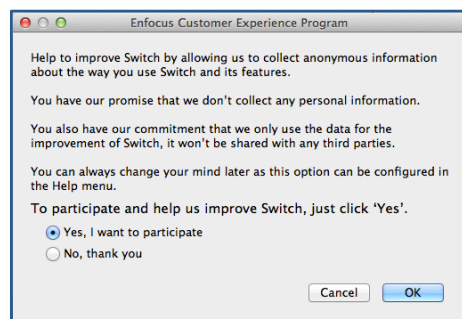 Enfocus Customer Experience Program
Help to improve Switch by allowing us to collect anonymous information
about the way you use Switch and its features.
You have our promise that we don't collect any personal information.
You also have our commitment that we only use the data for the
improvement of Switch, it won't be shared with any third parties.
You can always change your mind later as this option can be configured in
the Help menu.
To participate and help us improve Switch, just click 'Yes'.
Yes, I want to participate
No, thank you
Cancel OK